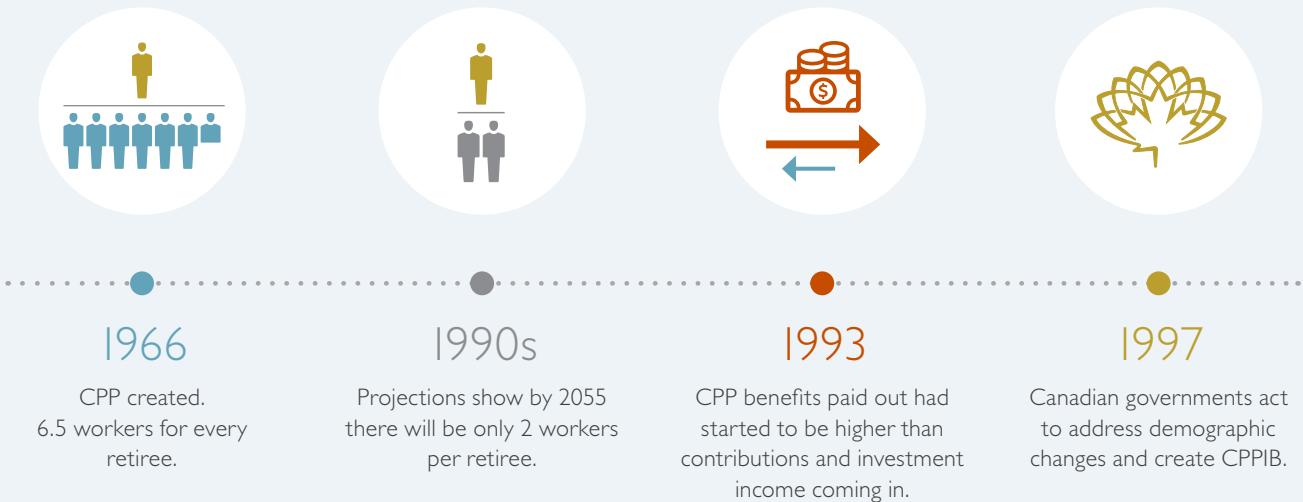 $
1966
CPP created.
6.5 workers for every
retiree.
1990s
Projections show by 2055
there will be only 2 workers
per retiree.
1993
CPP benefits paid out had
started to be higher than
contributions and investment
income coming in.
1997
Canadian governments act
to address demographic
changes and create CPPIB.